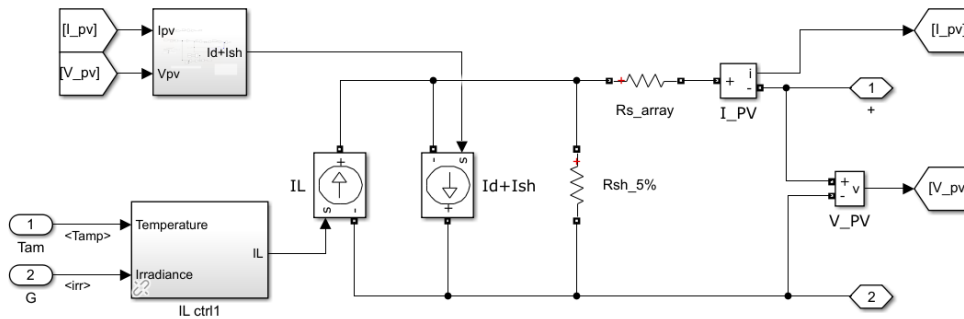 [I_pv]
[V_pv]
Ipv
Vpv
Id+Ish
Rs_array
+
i
-
I_PV
[I_pv]
1
+
+
s
-
IL
-
s
+
Id+Ish
+
Rsh_5%
+
-
v
V_PV
[V_pv
1
Tam
<Tamp>
2
G
<irr>
Temperature
Irradiance
IL
IL ctrl1
2